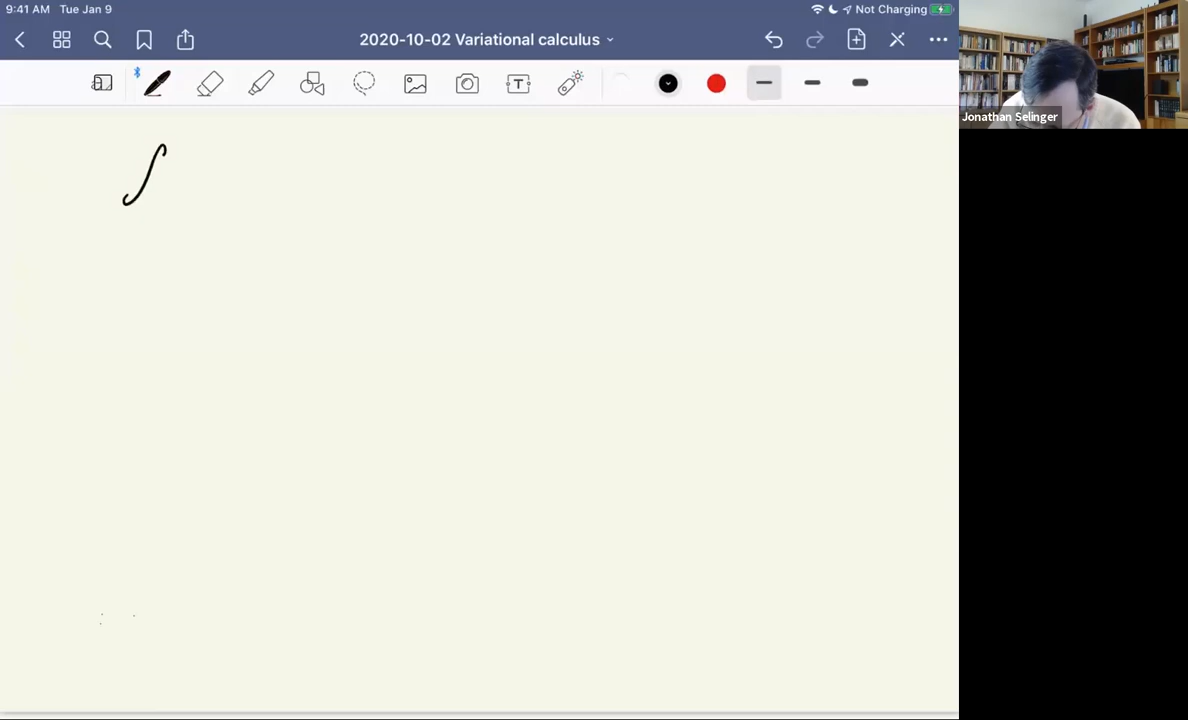 9:41 AM Tue Jan 9
Not Charging
2020-10-02 Variational calculus
T
Jonathan Selinger
∫